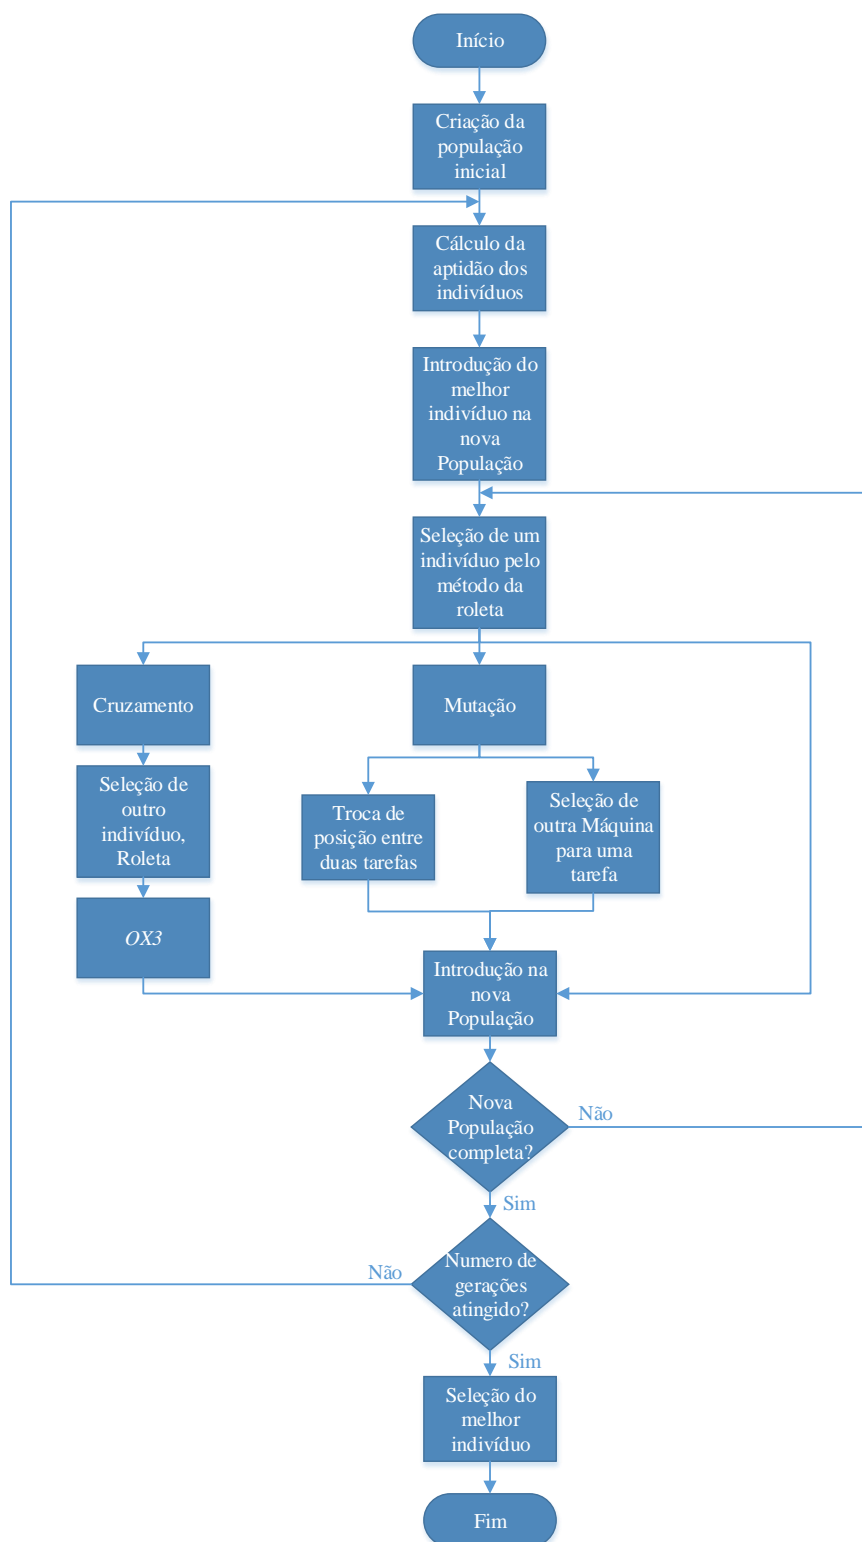 Início
Criação da
população
inicial
Cálculo da
aptidão dos
indivíduos
Introdução do
melhor
indivíduo na
nova
População
Seleção de um
indivíduo pelo
método da
roleta
Cruzamento
Mutação
Seleção de
outro
indivíduo,
Roleta
Troca de
posição entre
duas tarefas
Seleção de
outra Máquina
para uma
tarefa
OX3
Introdução na
nova
População
Nova
População
completa?
Não
Sim
Numero de
gerações
atingido?
Não
Sim
Seleção do
melhor
indivíduo
Fim